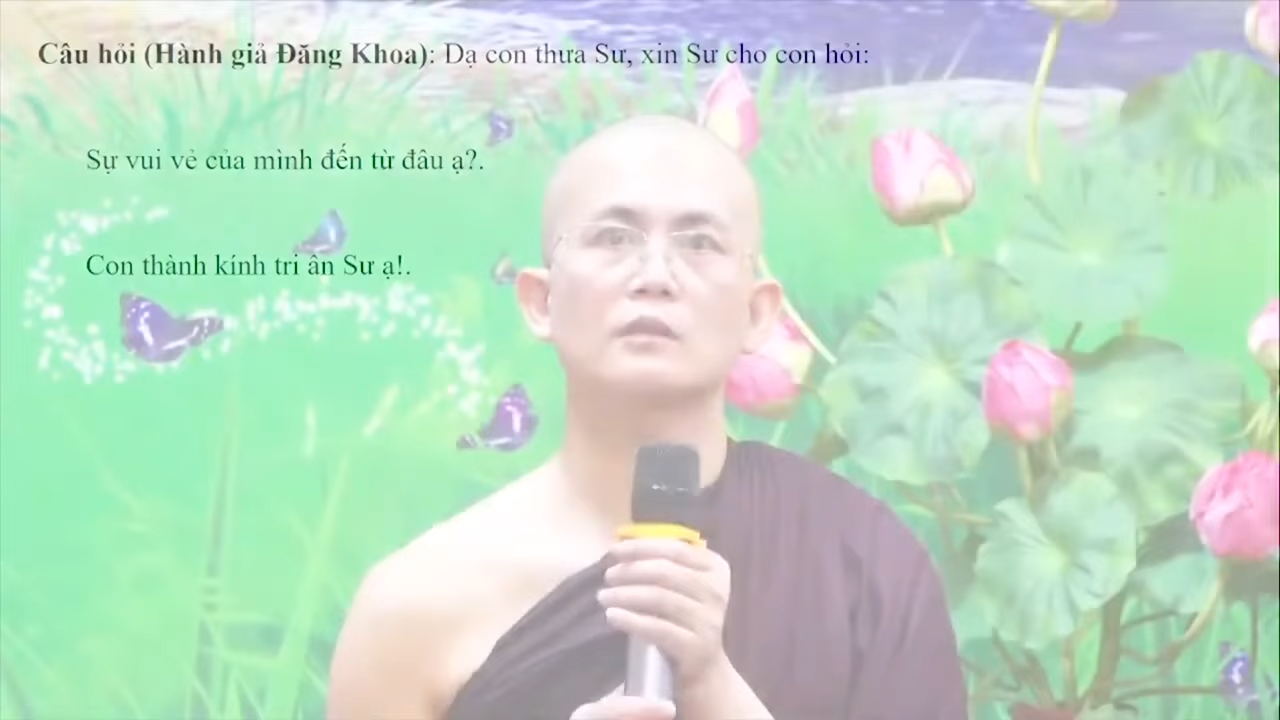 Câu hỏi (Hành giả Đăng Khoa): Dạ con thưa Sư, xin Sư cho con hỏi:
Sự vui vẻ của mình đến từ đâu ạ?.
Con thành kính tri ân Sư ạ!.